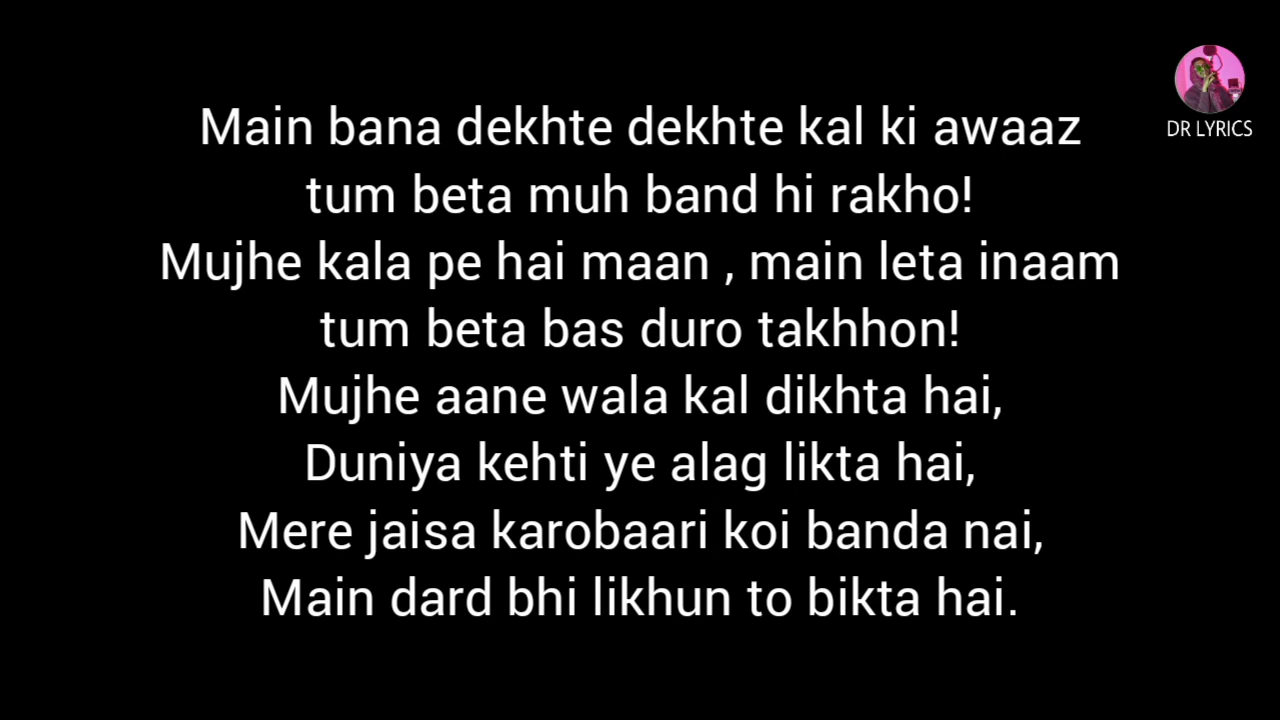 DR LYRICS
Main bana dekhte dekhte kal ki awaaz
tum beta muh band hi rakho!
Mujhe kala pe hai maan , main leta inaam
tum beta bas duro takhhon!
Mujhe aane wala kal dikhta hai,
Duniya kehti ye alag likta hai,
Mere jaisa karobaari koi banda nai,
Main dard bhi likhun to bikta hai.